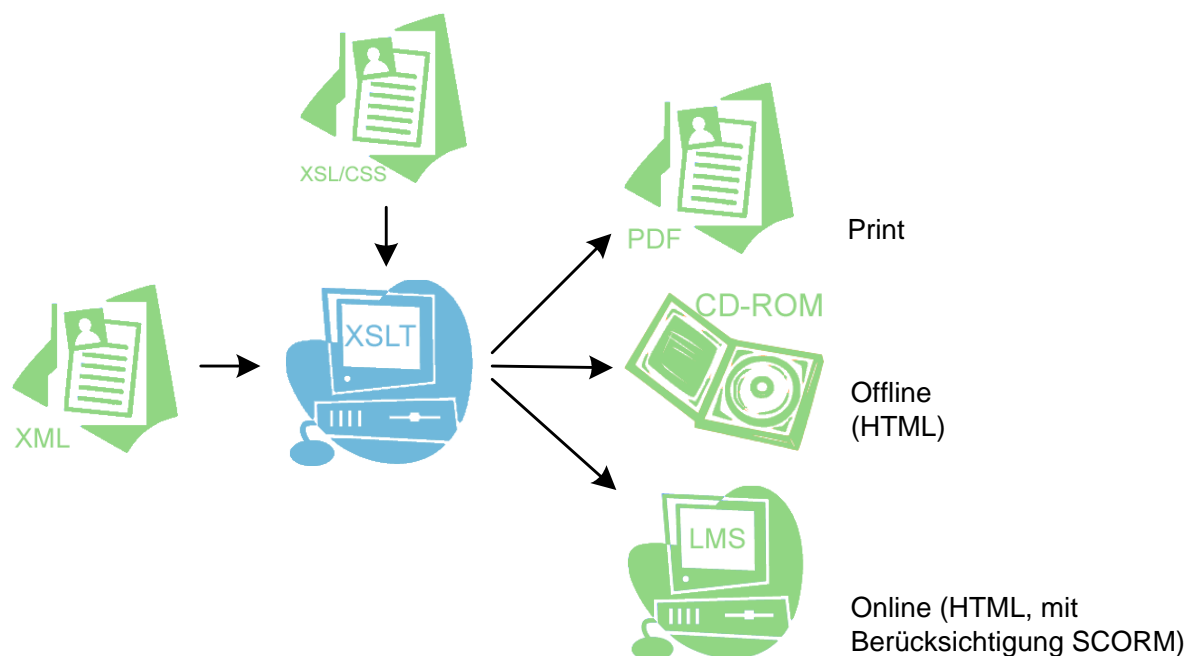 XSL/CSS
PDF
Print
CD-ROM
XSLT
XML
Offline
(HTML)
LMS
Online (HTML, mit
Berücksichtigung SCORM)